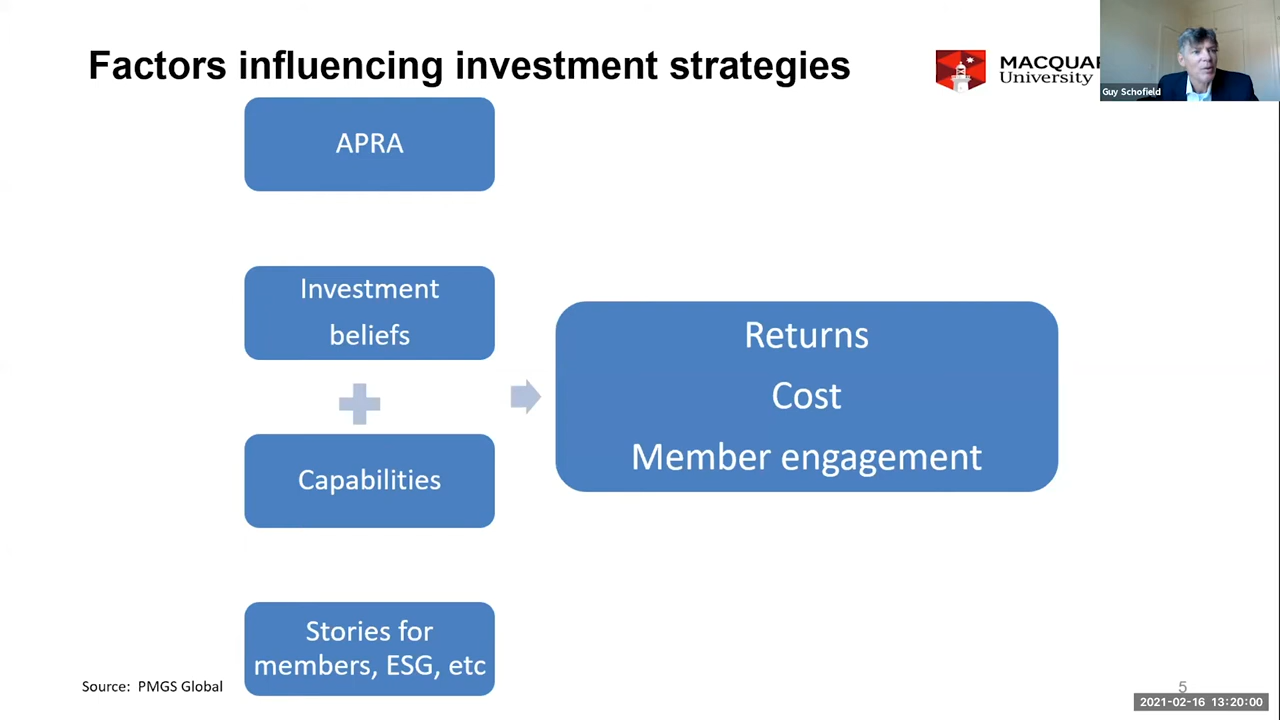 Factors influencing investment strategies
MACQUAR
University
Guy Schofield
APRA
Investment
beliefs
Capabilities
Stories for
members, ESG, etc
Returns
Cost
Member engagement
Source: PMGS Global
5
2021-02-16 13:20:00